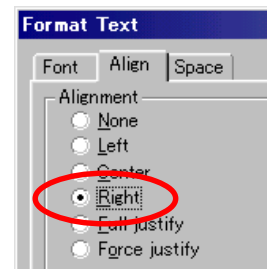 Format Text
Font Align Space
Alignment
None
Left
Center
Right
Full justify
Force justify